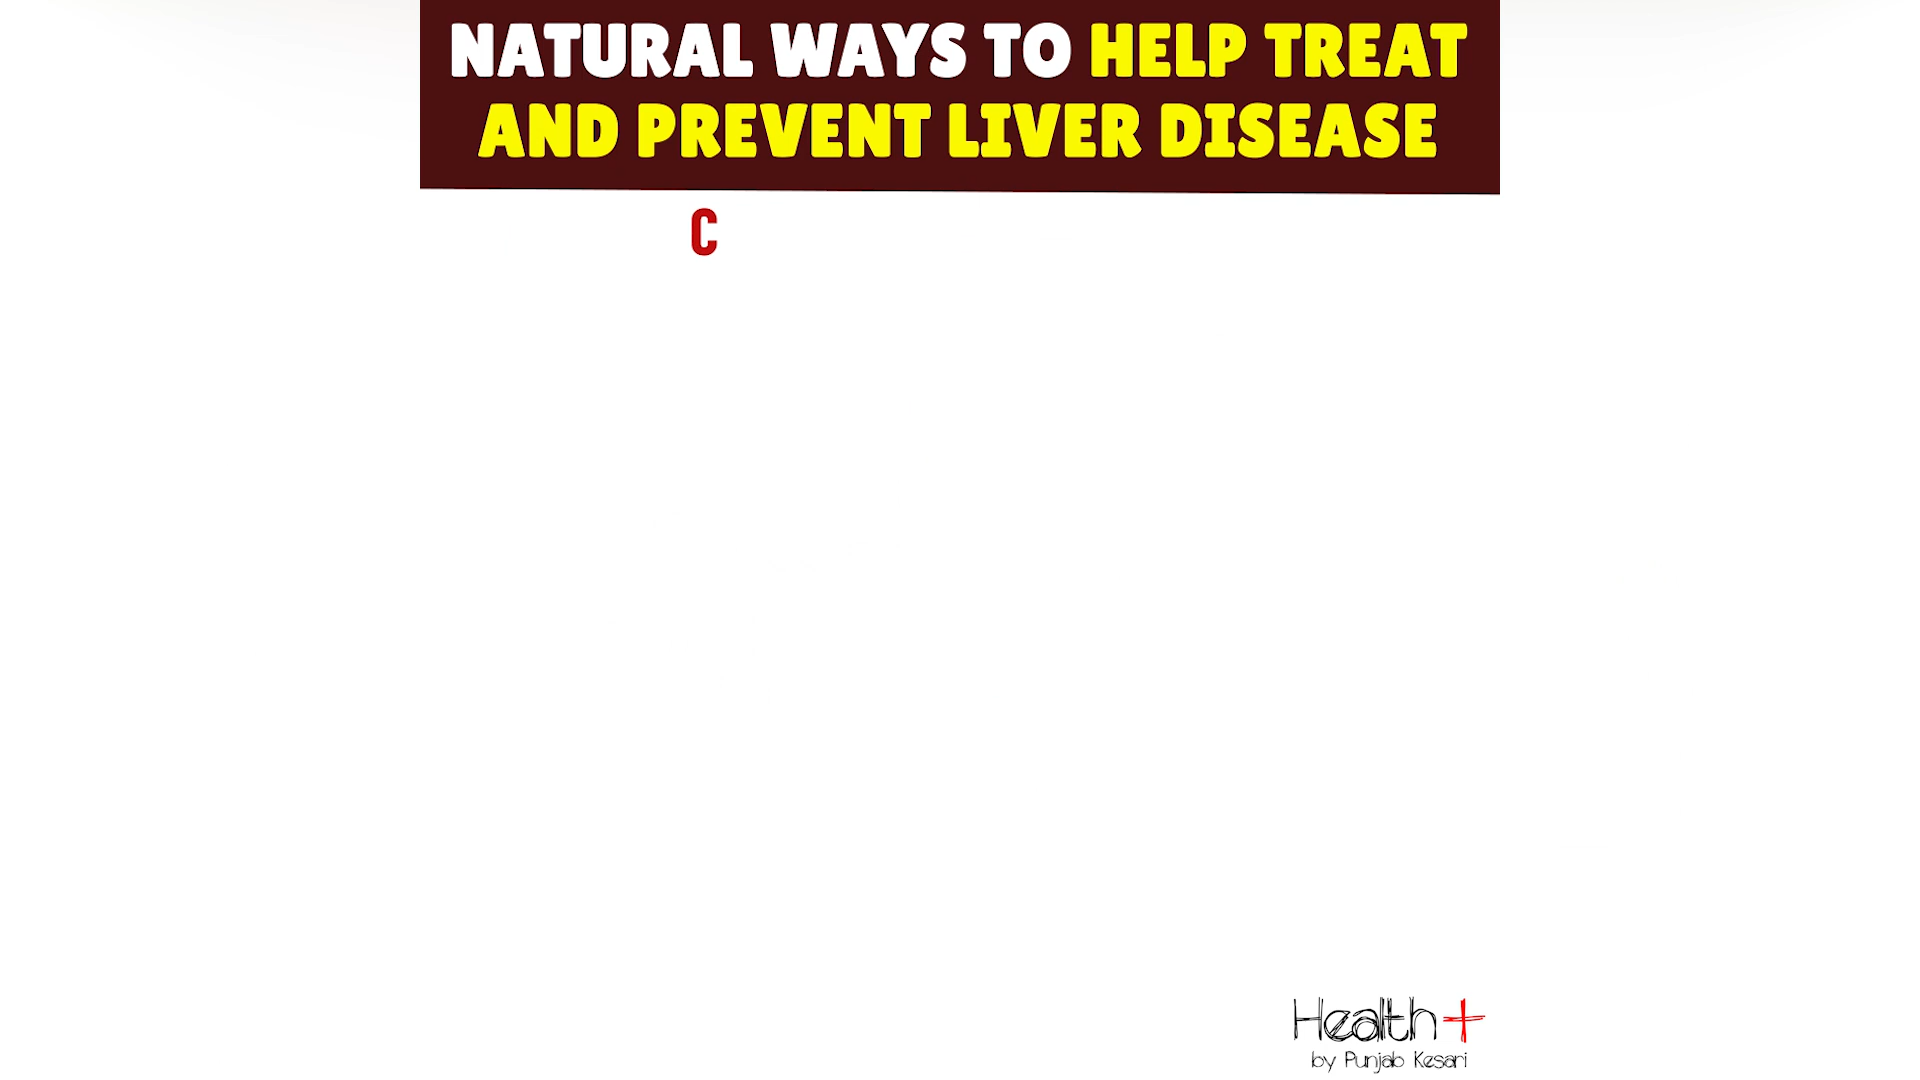 NATURAL WAYS TO HELP TREAT
AND PREVENT LIVER DISEASE
C
Health+
by Punjab Kesari